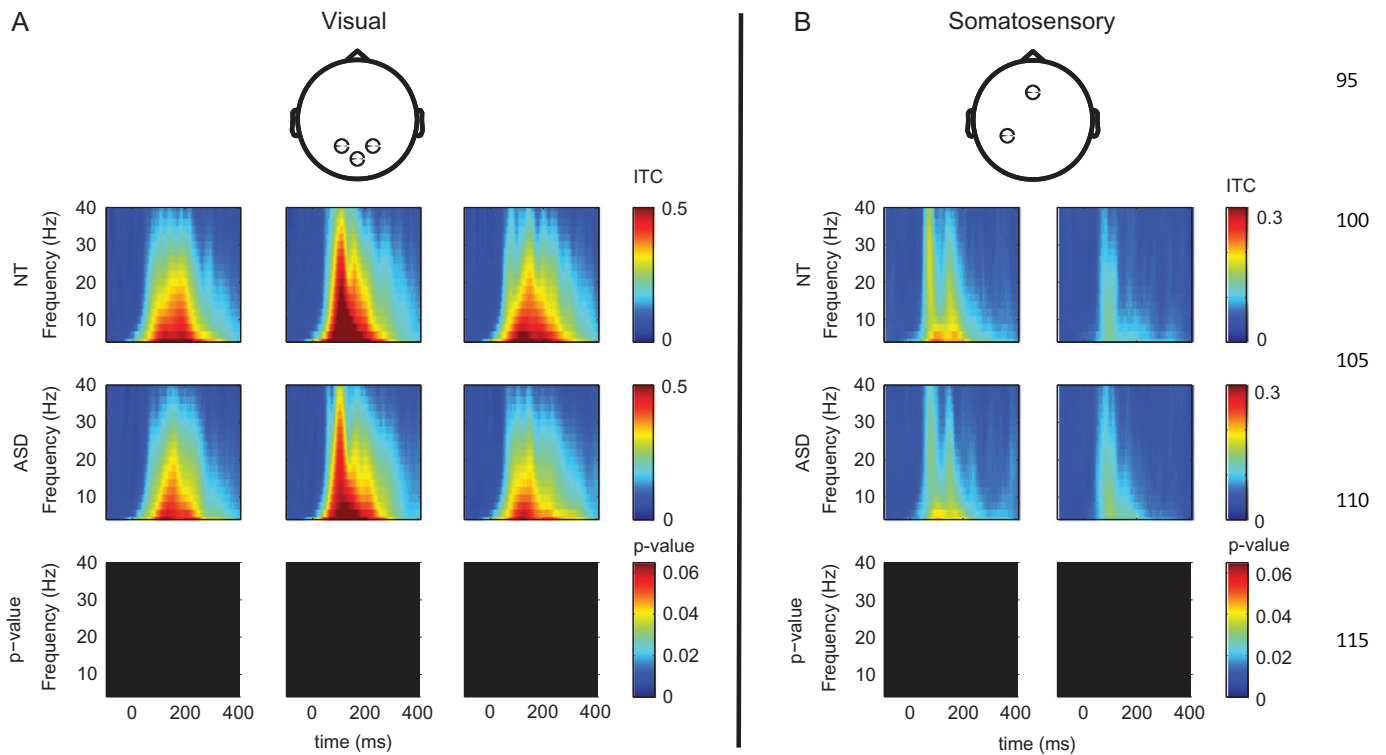 A
Visual
ITC
NT
Frequency (Hz)
40
30
20
10
0.5
0
ASD
Frequency (Hz)
40
30
20
10
0.5
0
p-value
p-value
Frequency (Hz)
40
30
20
10
0.06
0.04
0.02
0
0 200 400
0 200 400
0 200 400
time (ms)
B
Somatosensory
ITC
NT
Frequency (Hz)
40
30
20
10
0.3
0
ASD
Frequency (Hz)
40
30
20
10
0.3
0
p-value
p-value
Frequency (Hz)
40
30
20
10
0.06
0.04
0.02
0
0 200 400
0 200 400
time (ms)
95
100
105
110
115